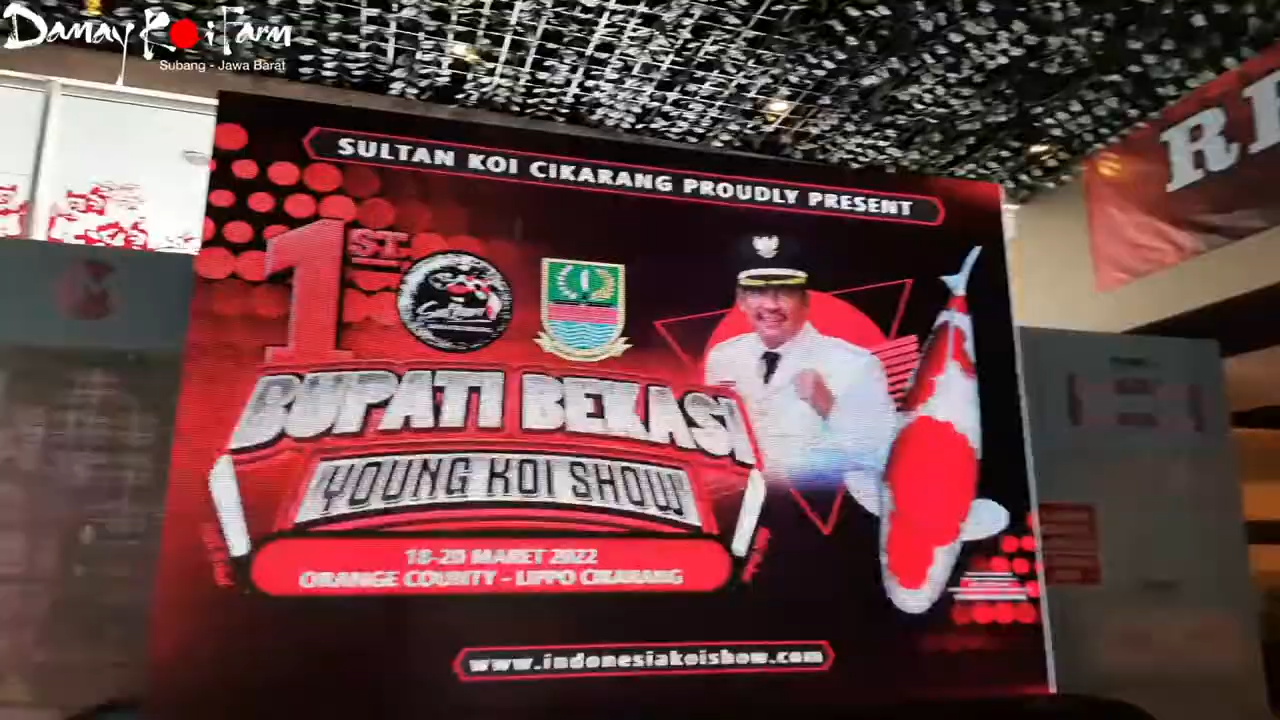 Damay Koi Farm
Subang - Jawa Barat
SULTAN KOI CIKARANG PROUDLY PRESENT
1ST.
BUPATI BEKASI
YOUNG KOI SHOW
18-20 MARET 2022
ORANGE COUNTY - LIPPO CIKARANG
www.indonesiakoishow.com